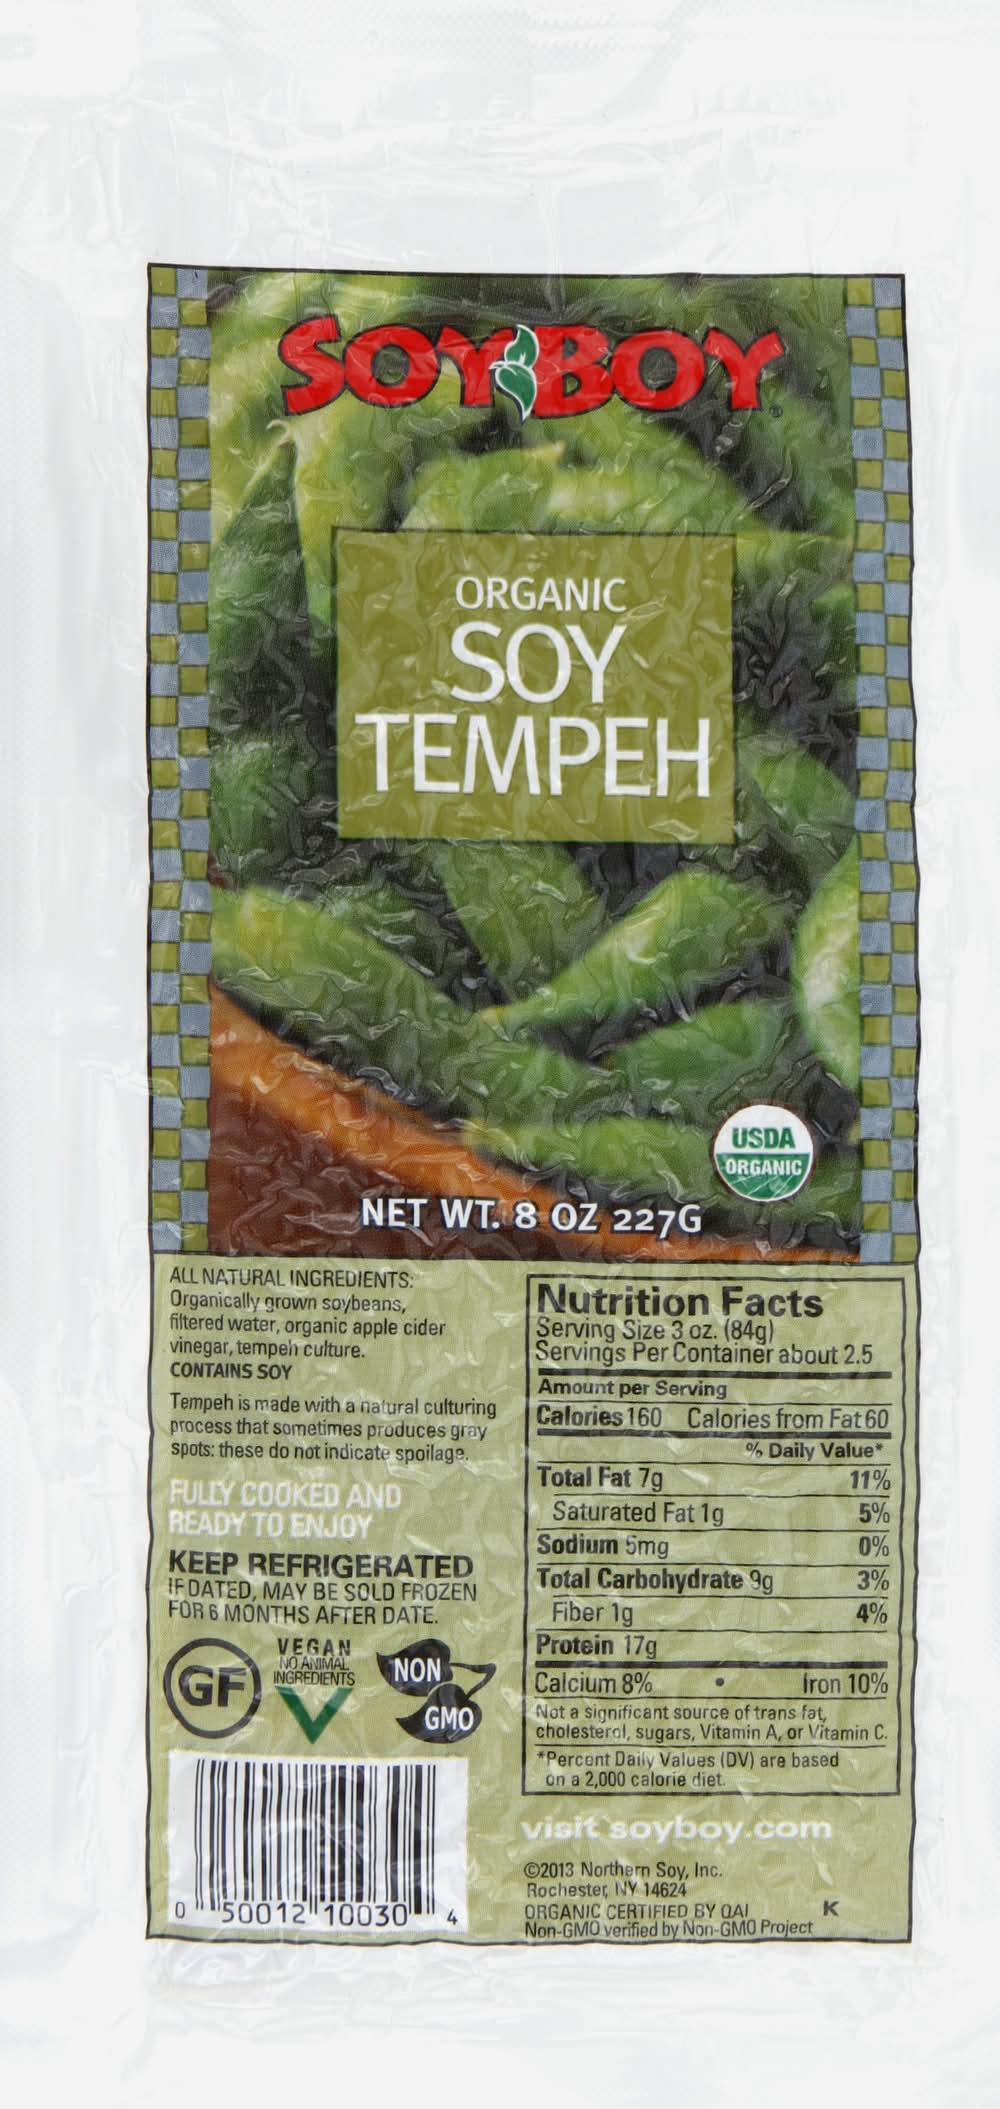 SOYBOY®
ORGANIC
SOY
TEMPEH
USDA
ORGANIC
NET WT. 8 OZ 227G
ALL NATURAL INGREDIENTS:
Organically grown soybeans,
filtered water, organic apple cider
vinegar, tempeh culture.
CONTAINS SOY
Tempeh is made with a natural culturing
process that sometimes produces gray
spots: these do not indicate spoilage.
FULLY COOKED AND
READY TO ENJOY
KEEP REFRIGERATED
IF DATED, MAY BE SOLD FROZEN
FOR 6 MONTHS AFTER DATE.
GF
VEGAN
NO ANIMAL
INGREDIENTS
NON
GMO
0 50012 10030 4
Nutrition Facts
Serving Size 3 oz. (84g)
Servings Per Container about 2.5
Amount per Serving
Calories 160 Calories from Fat 60
% Daily Value*
Total Fat 7g 11%
Saturated Fat 1g 5%
Sodium 5mg 0%
Total Carbohydrate 9g 3%
Fiber 1g 4%
Protein 17g
Calcium 8% • Iron 10%
Not a significant source of trans fat,
cholesterol, sugars, Vitamin A, or Vitamin C.
*Percent Daily Values (DV) are based
on a 2,000 calorie diet.
visit soyboy.com
©2013 Northern Soy, Inc.
Rochester, NY 14624
ORGANIC CERTIFIED BY QAI K
Non-GMO verified by Non-GMO Project